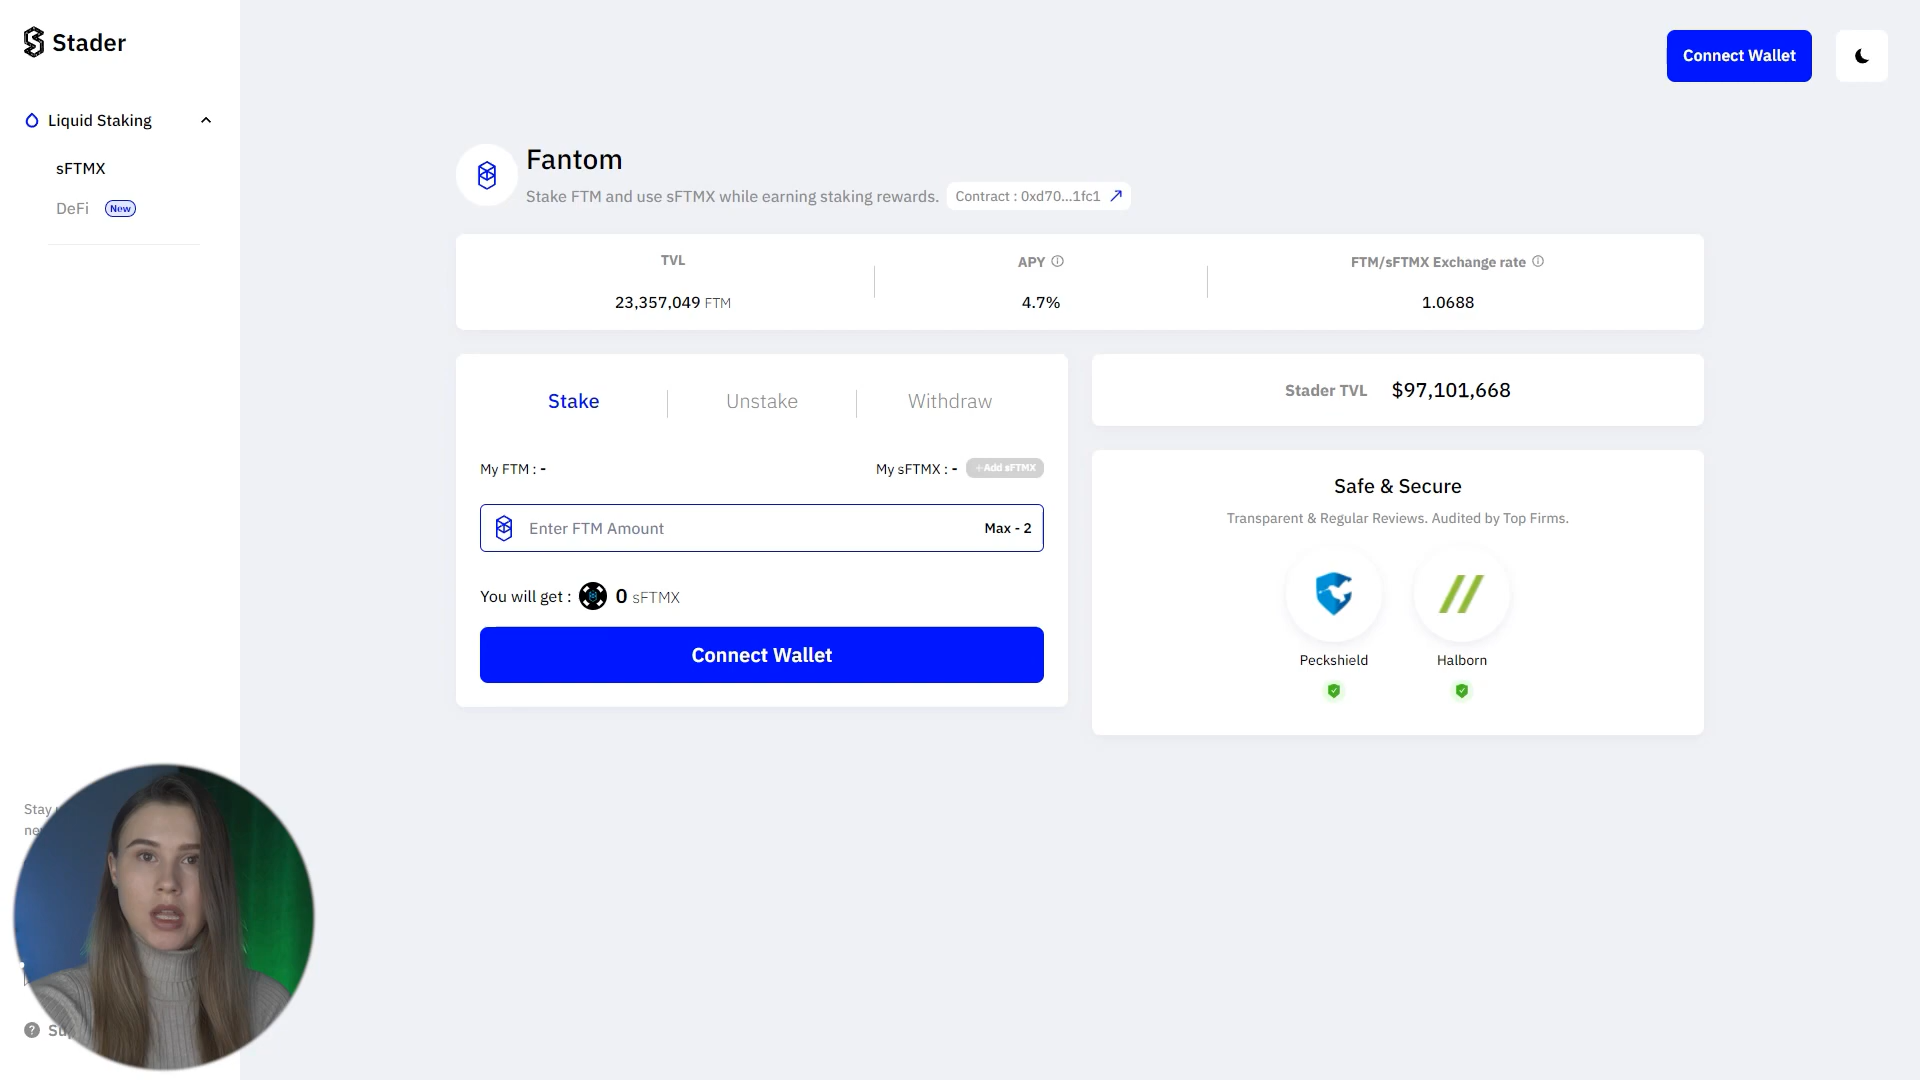 Stader
Connect Wallet
Liquid Staking
sFTMX
DeFi New
Fantom
Stake FTM and use sFTMX while earning staking rewards. Contract : 0xd70...1fc1
TVL
23,357,049 FTM
APY
4.7%
FTM/sFTMX Exchange rate
1.0688
Stake Unstake Withdraw
My FTM : - My sFTMX : - +Add sFTMX
Enter FTM Amount Max - 2
You will get : 0 sFTMX
Connect Wallet
Stader TVL $97,101,668
Safe & Secure
Transparent & Regular Reviews. Audited by Top Firms.
Peckshield Halborn
Stay